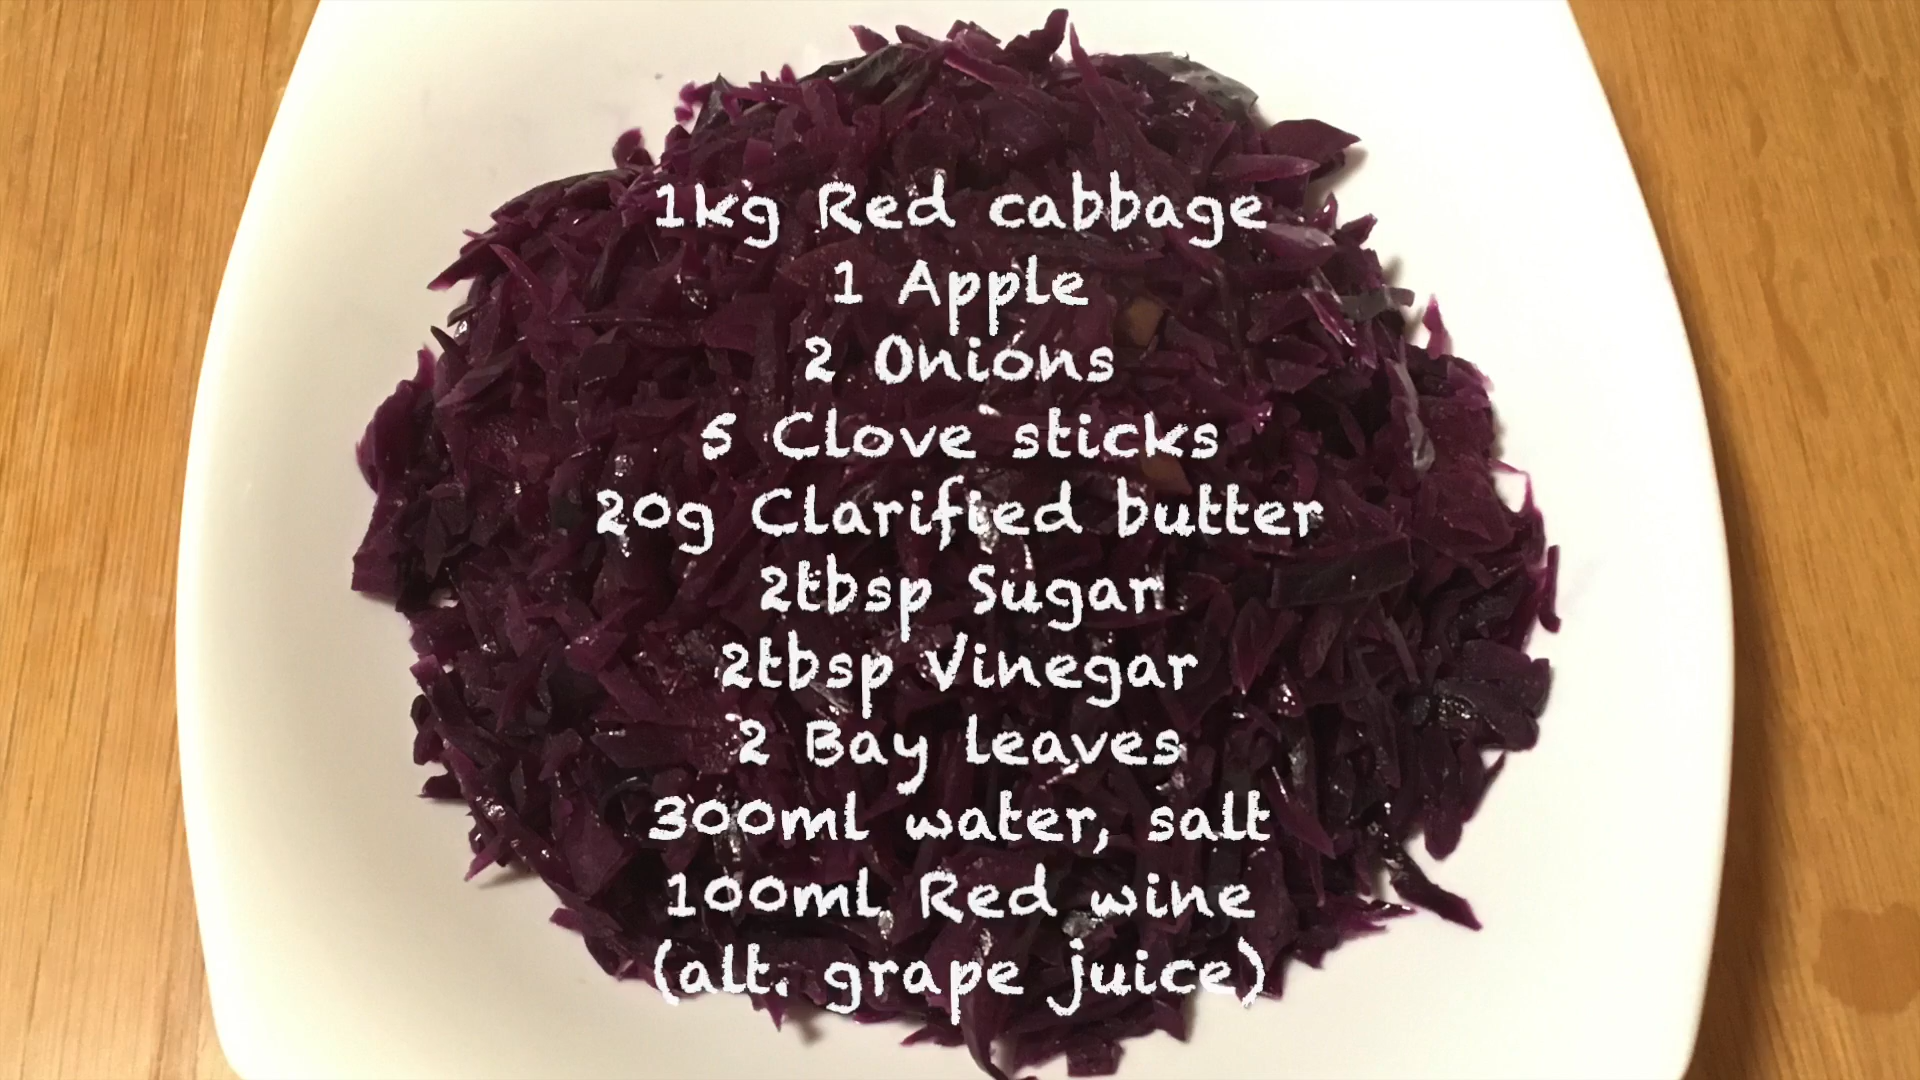 1kg Red cabbage
1 Apple
2 Onions
5 Clove sticks
20g Clarified butter
2tbsp Sugar
2tbsp Vinegar
2 Bay leaves
300ml water, salt
100ml Red wine
(alt. grape juice)